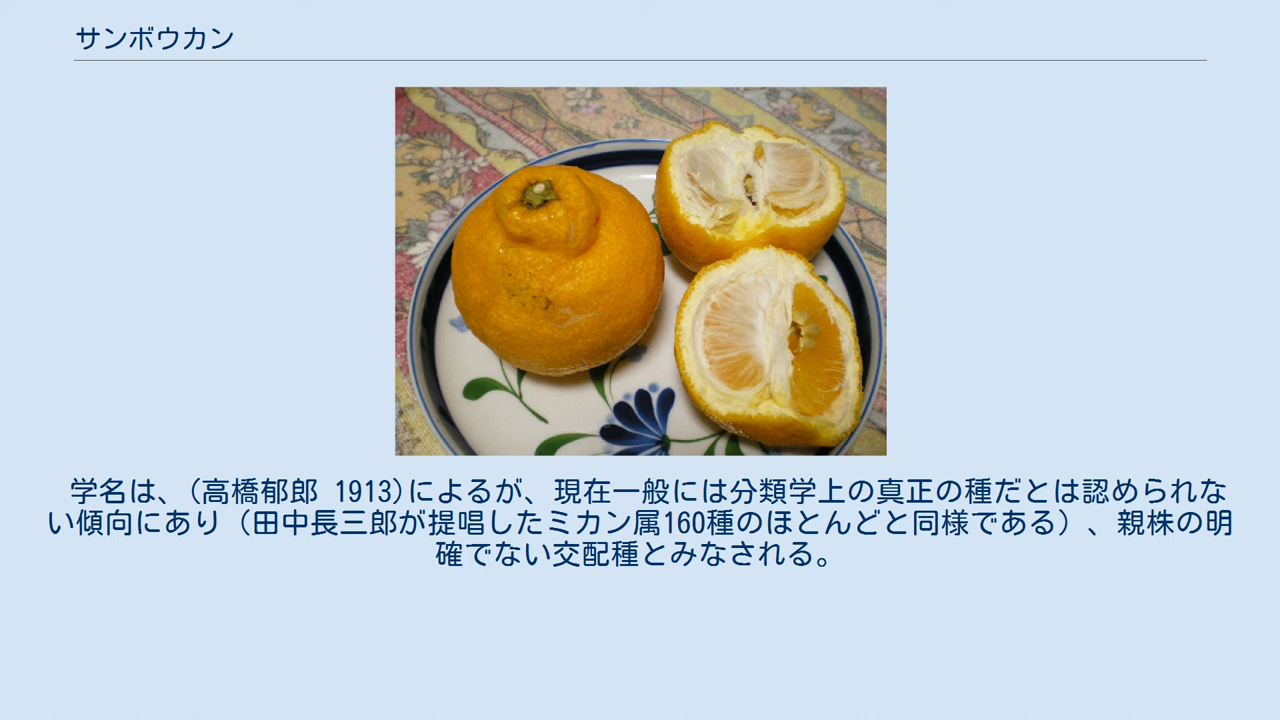 サンボウカン
学名は、(高橋郁郎 1913)によるが、現在一般には分類学上の真正の種だとは認められな
い傾向にあり（田中長三郎が提唱したミカン属160種のほとんどと同様である）、親株の明
確でない交配種とみなされる。